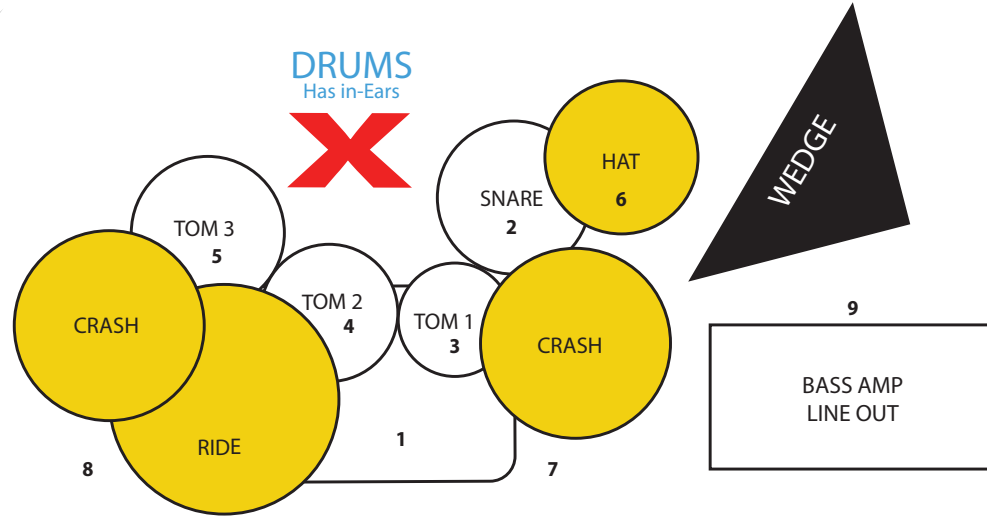 DRUMS
Has in-Ears
WEDGE
HAT
6
SNARE
2
TOM 3
5
TOM 2
4
TOM 1
3
CRASH
CRASH
9
BASS AMP
LINE OUT
RIDE
1
8
7